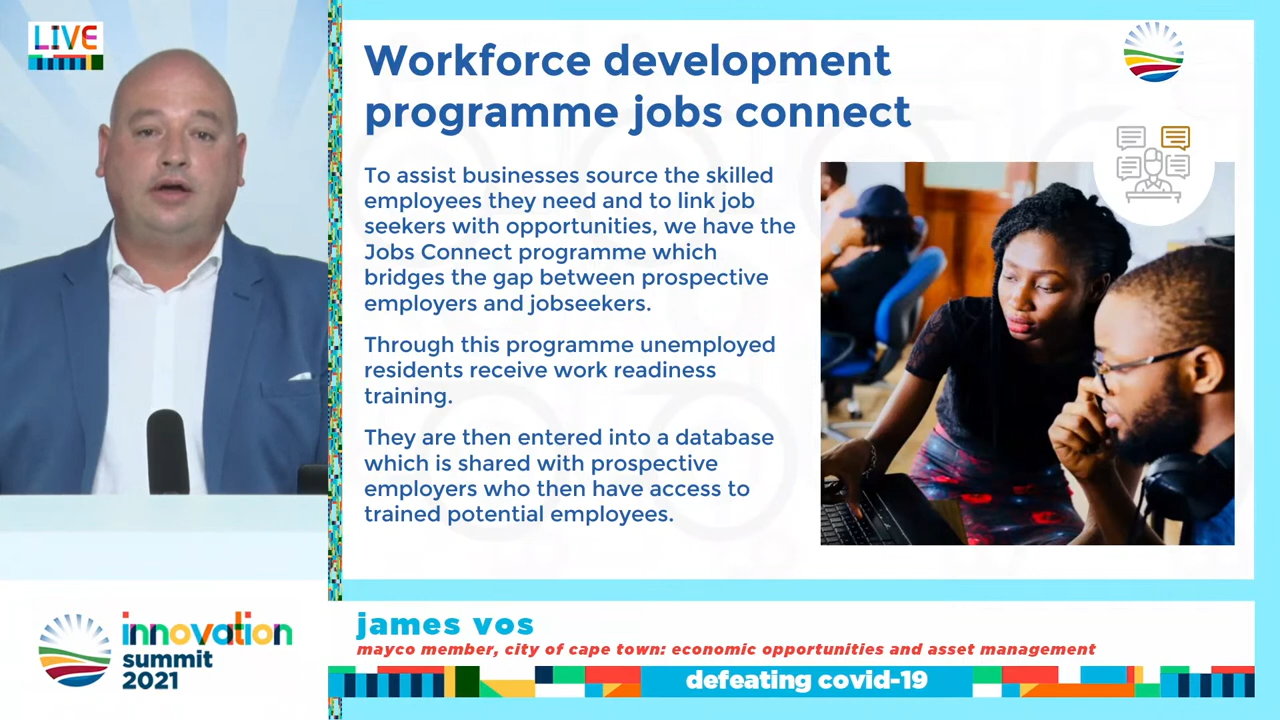 LIVE
Workforce development
programme jobs connect
To assist businesses source the skilled
employees they need and to link job
seekers with opportunities, we have the
Jobs Connect programme which
bridges the gap between prospective
employers and jobseekers.
Through this programme unemployed
residents receive work readiness
training.
They are then entered into a database
which is shared with prospective
employers who then have access to
trained potential employees.
innovation
summit
2021
james vos
mayco member, city of cape town: economic opportunities and asset management
defeating covid-19